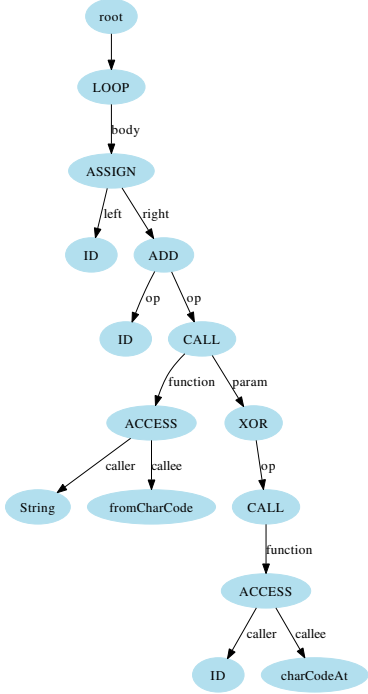 root
LOOP
body
ASSIGN
left right
ID ADD
op op
ID CALL
function param
ACCESS XOR
caller callee op
String fromCharCode CALL
function
ACCESS
caller callee
ID charCodeAt